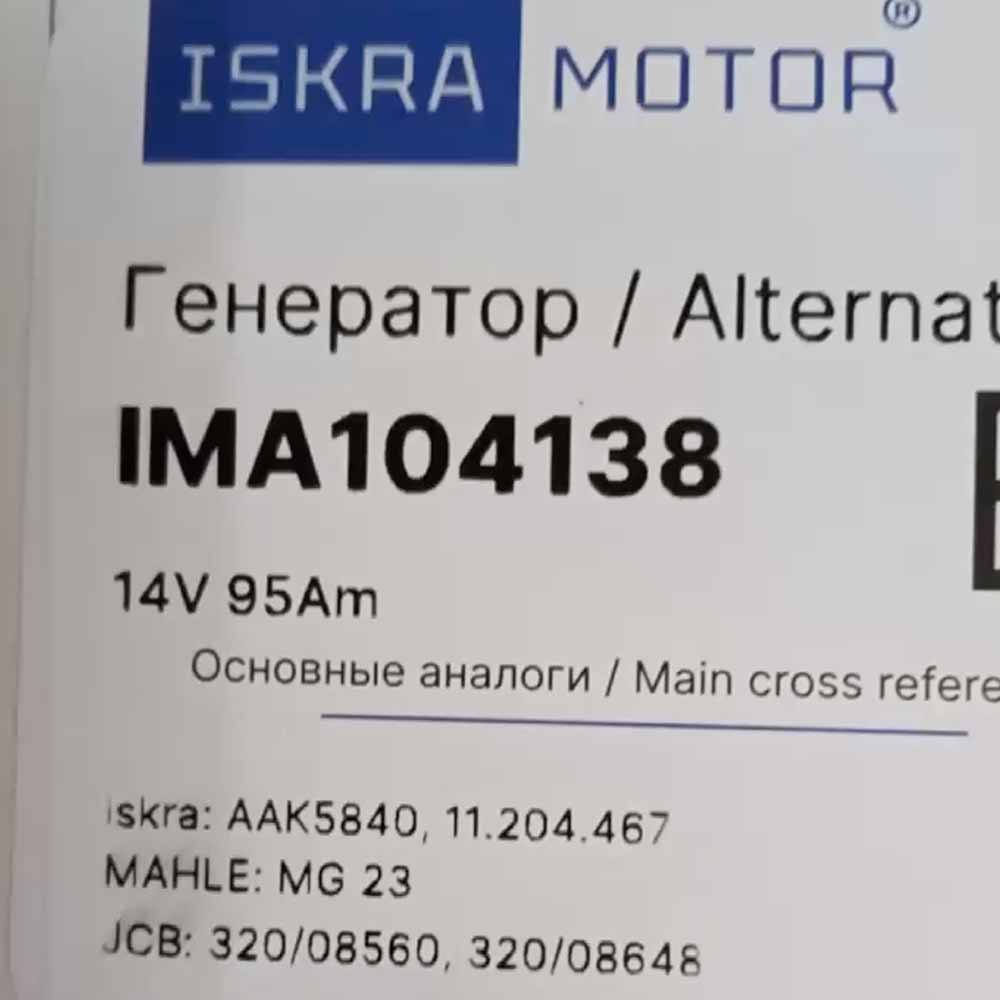 ISKRA MOTOR®
Генератор / Alternat
IMA104138
14V 95Am
Основные аналоги / Main cross refere
iskra: AAK5840, 11.204.467
MAHLE: MG 23
JCB: 320/08560, 320/08648